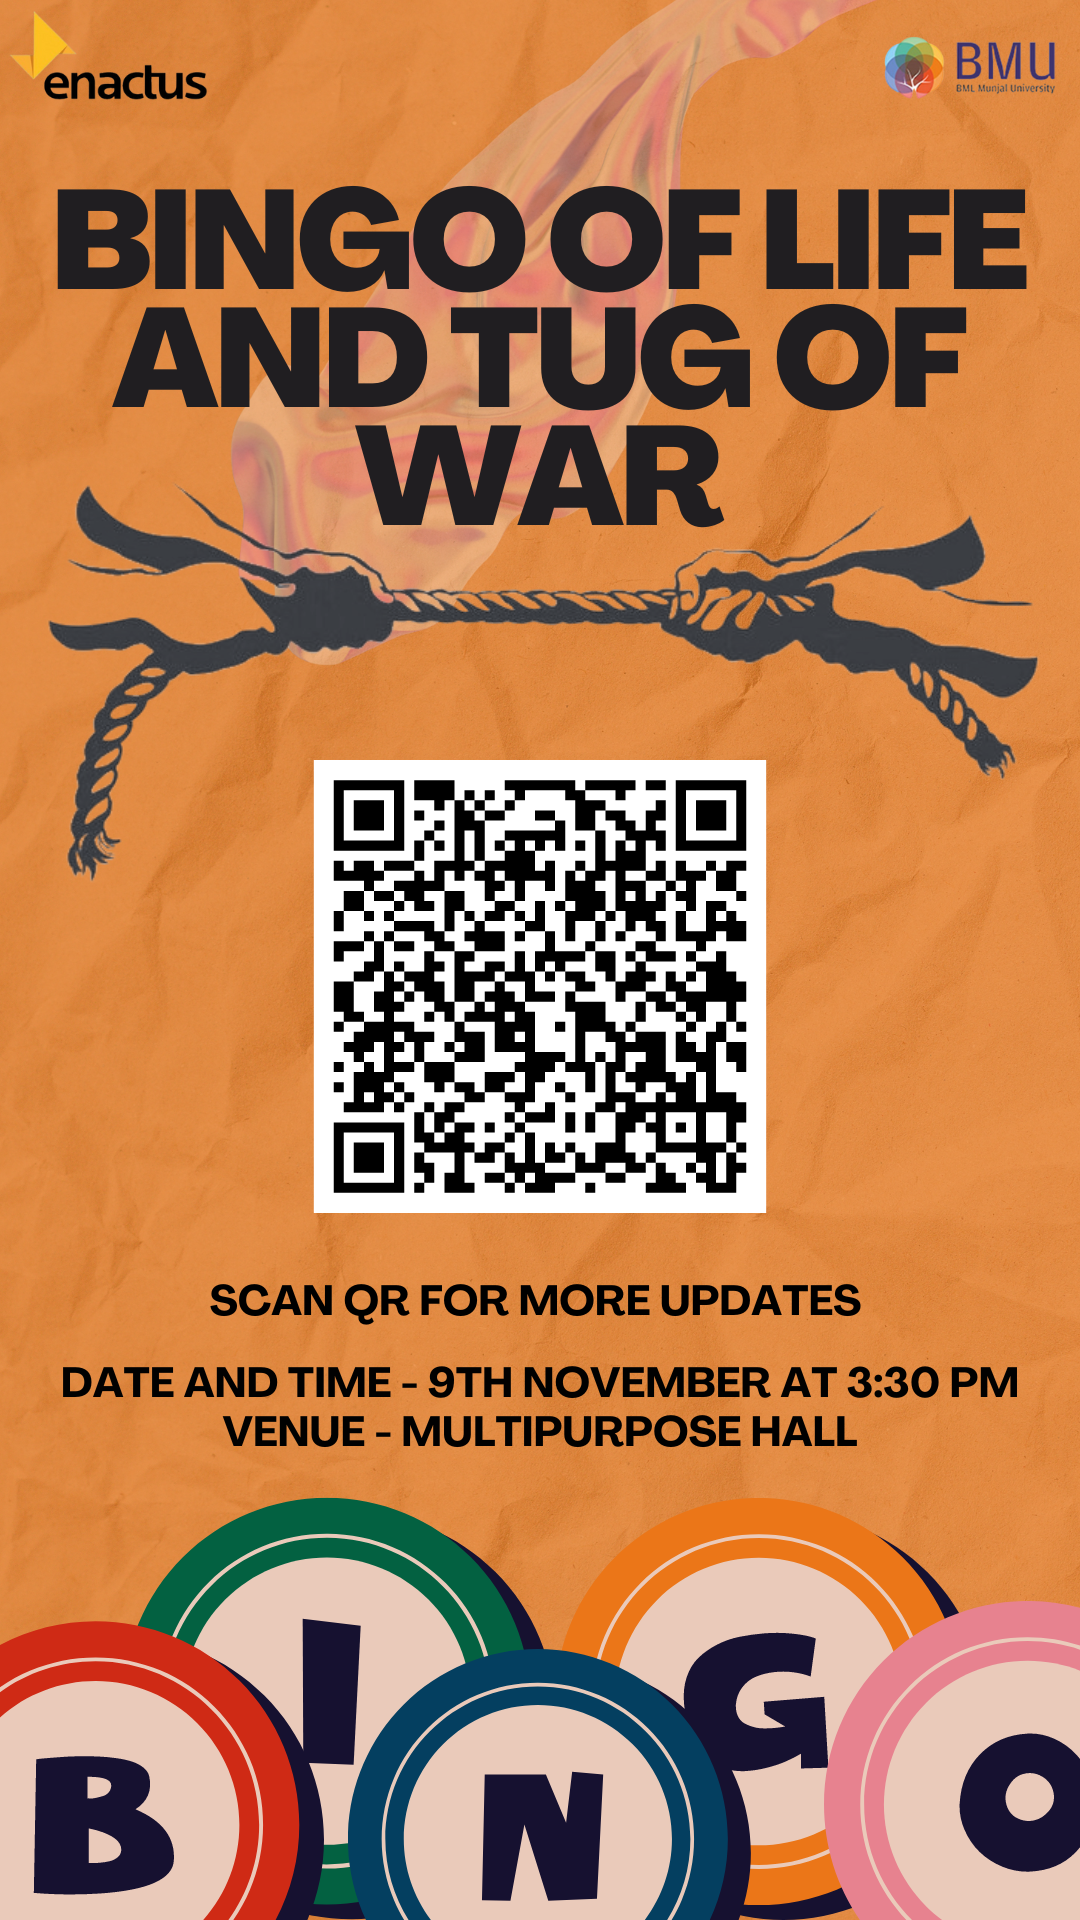 enactus
BMU
BML Munjal University
BINGO OF LIFE
AND TUG OF
WAR
SCAN QR FOR MORE UPDATES
DATE AND TIME - 9TH NOVEMBER AT 3:30 PM
VENUE - MULTIPURPOSE HALL
B I N G O